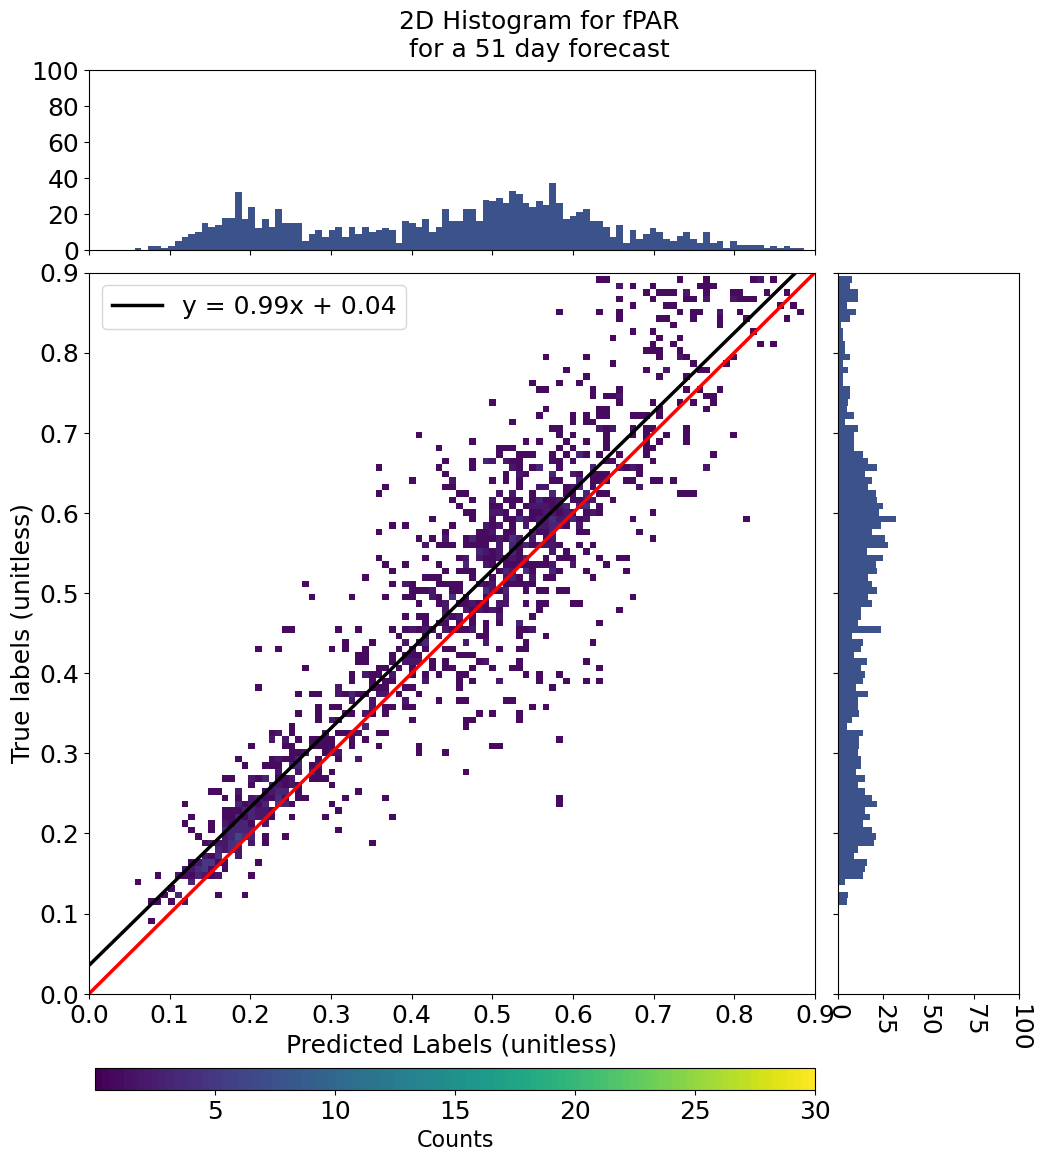 2D Histogram for fPAR
for a 51 day forecast
100
80
60
40
20
0
0.9
0.8
0.7
0.6
0.5
0.4
0.3
0.2
0.1
0.0
True labels (unitless)
y = 0.99x + 0.04
0.0 0.1 0.2 0.3 0.4 0.5 0.6 0.7 0.8 0.9
Predicted Labels (unitless)
0 25 50 75 100
5 10 15 20 25 30
Counts